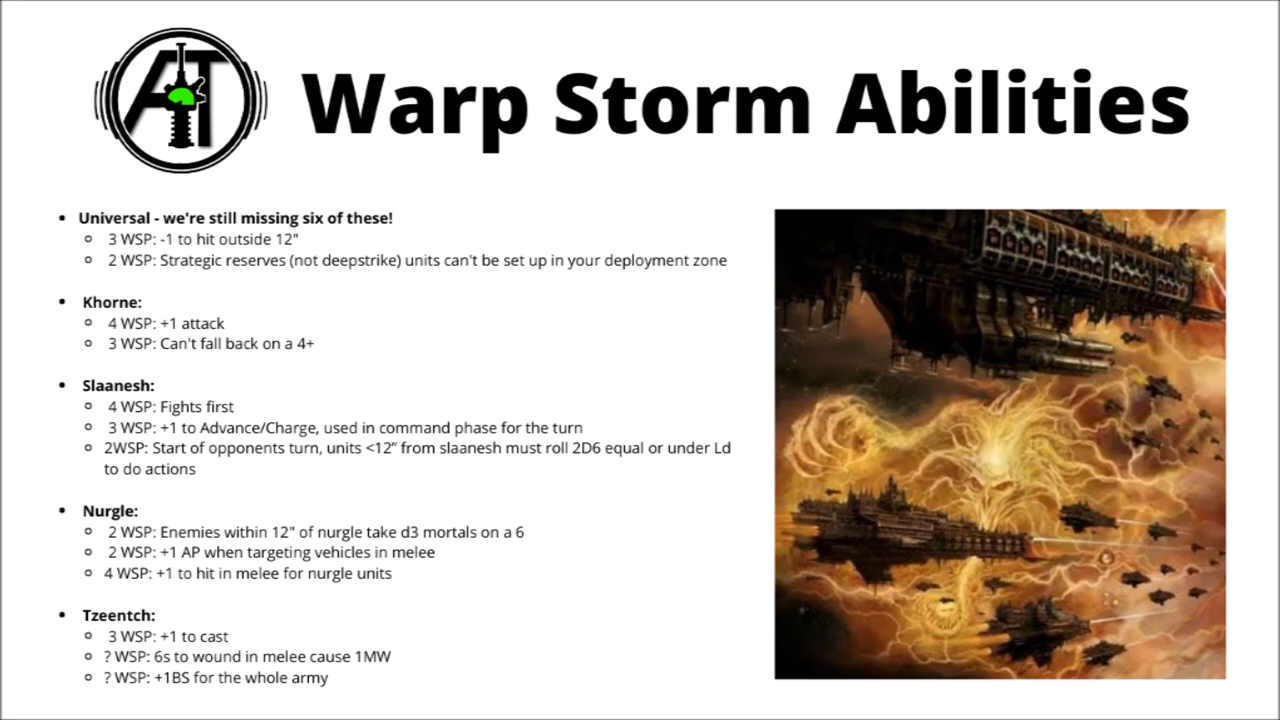 AT
Warp Storm Abilities
• Universal - we're still missing six of these!
○ 3 WSP: -1 to hit outside 12"
○ 2 WSP: Strategic reserves (not deepstrike) units can't be set up in your deployment zone
• Khorne:
○ 4 WSP: +1 attack
○ 3 WSP: Can't fall back on a 4+
• Slaanesh:
○ 4 WSP: Fights first
○ 3 WSP: +1 to Advance/Charge, used in command phase for the turn
○ 2WSP: Start of opponents turn, units <12” from slaanesh must roll 2D6 equal or under Ld
to do actions
• Nurgle:
○ 2 WSP: Enemies within 12" of nurgle take d3 mortals on a 6
○ 2 WSP: +1 AP when targeting vehicles in melee
○ 4 WSP: +1 to hit in melee for nurgle units
• Tzeentch:
○ 3 WSP: +1 to cast
○ ? WSP: 6s to wound in melee cause 1MW
○ ? WSP: +1BS for the whole army